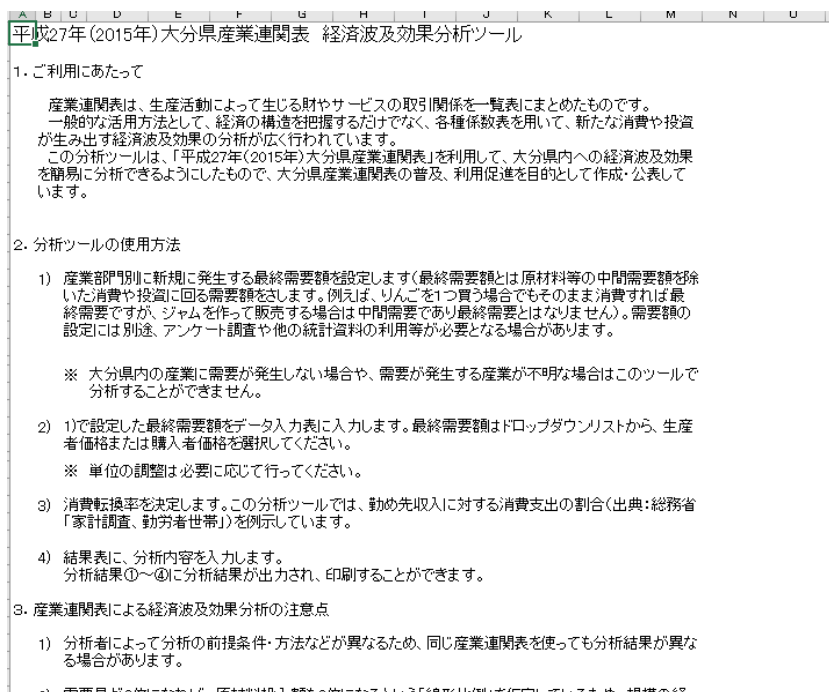 A B C D E F G H I J K L M N O
平成27年(2015年)大分県産業連関表 経済波及効果分析ツール
1. ご利用にあたって
産業連関表は、生産活動によって生じる財やサービスの取引関係を一覧表にまとめたものです。
一般的な活用方法として、経済の構造を把握するだけでなく、各種係数表を用いて、新たな消費や投資
が生み出す経済波及効果の分析が広く行われています。
この分析ツールは、「平成27年(2015年)大分県産業連関表」を利用して、大分県内への経済波及効果
を簡易に分析できるようにしたもので、大分県産業連関表の普及、利用促進を目的として作成・公表して
います。
2. 分析ツールの使用方法
1) 産業部門別に新規に発生する最終需要額を設定します(最終需要額とは原材料等の中間需要額を除
いた消費や投資に回る需要額をさします。例えば、りんごを1つ買う場合でもそのまま消費すれば最
終需要ですが、ジャムを作って販売する場合は中間需要であり最終需要とはなりません)。需要額の
設定には別途、アンケート調査や他の統計資料の利用等が必要となる場合があります。
※ 大分県内の産業に需要が発生しない場合や、需要が発生する産業が不明な場合はこのツールで
分析することができません。
2) 1)で設定した最終需要額をデータ入力表に入力します。最終需要額はドロップダウンリストから、生産
者価格または購入者価格を選択してください。
※ 単位の調整は必要に応じて行ってください。
3) 消費転換率を決定します。この分析ツールでは、勤め先収入に対する消費支出の割合(出典:総務省
「家計調査、勤労者世帯」)を例示しています。
4) 結果表に、分析内容を入力します。
分析結果①~④に分析結果が出力され、印刷することができます。
3. 産業連関表による経済波及効果分析の注意点
1) 分析者によって分析の前提条件・方法などが異なるため、同じ産業連関表を使っても分析結果が異な
る場合があります。